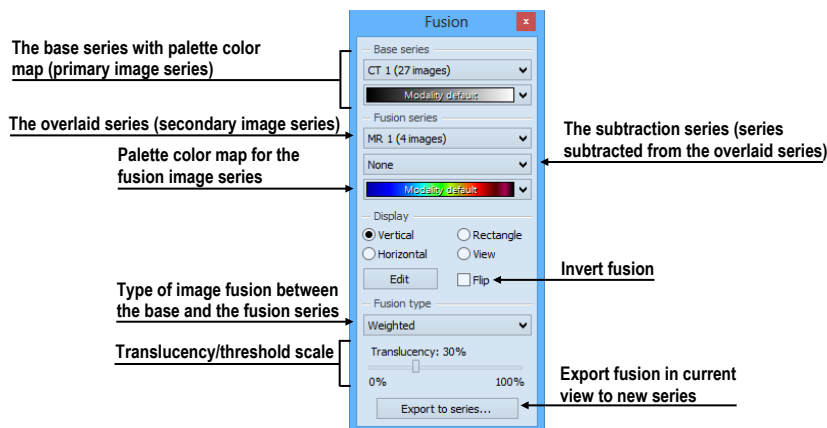 Fusion
x
The base series with palette color
map (primary image series)
Base series
CT 1 (27 images)
Modality default
The overlaid series (secondary image series)
Fusion series
MR 1 (4 images)
The subtraction series (series
subtracted from the overlaid series)
None
Palette color map for the
fusion image series
Modality default
Display
Vertical
Rectangle
Horizontal
View
Edit
Flip
Invert fusion
Type of image fusion between
the base and the fusion series
Fusion type
Weighted
Translucency/threshold scale
Translucency: 30%
0%
100%
Export fusion in current
view to new series
Export to series...